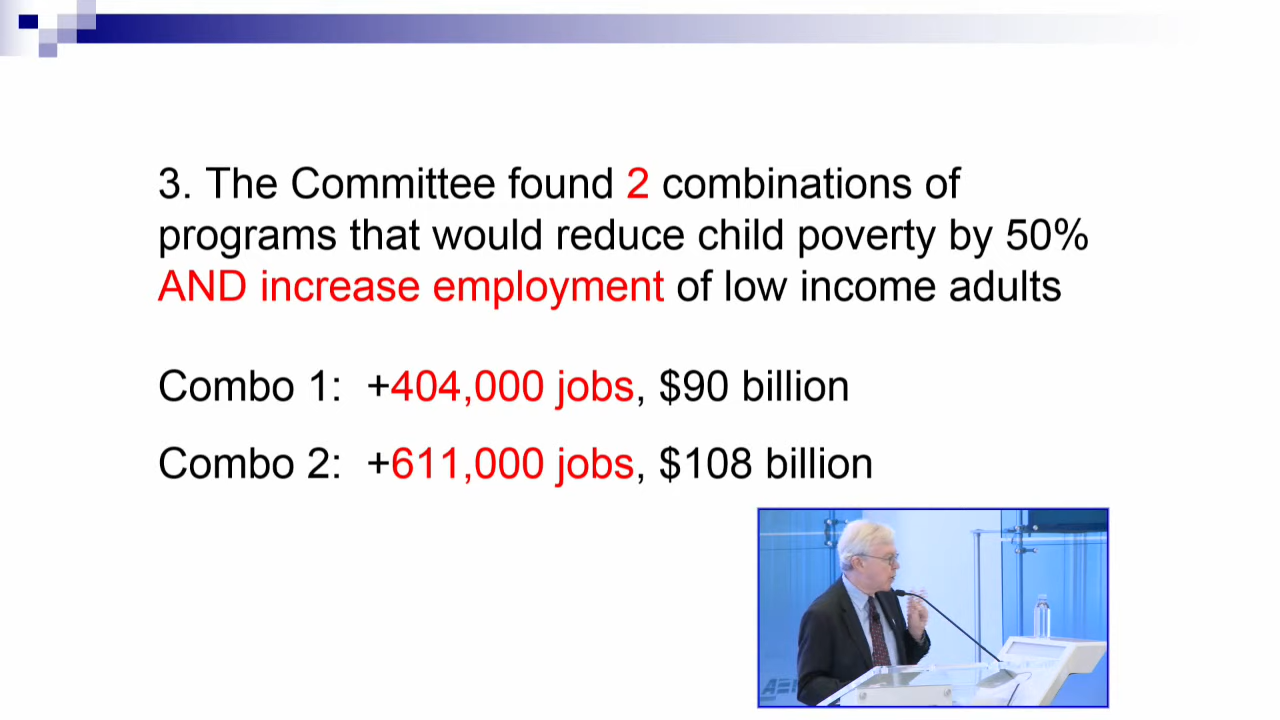 3. The Committee found 2 combinations of
programs that would reduce child poverty by 50%
AND increase employment of low income adults
Combo 1: +404,000 jobs, $90 billion
Combo 2: +611,000 jobs, $108 billion